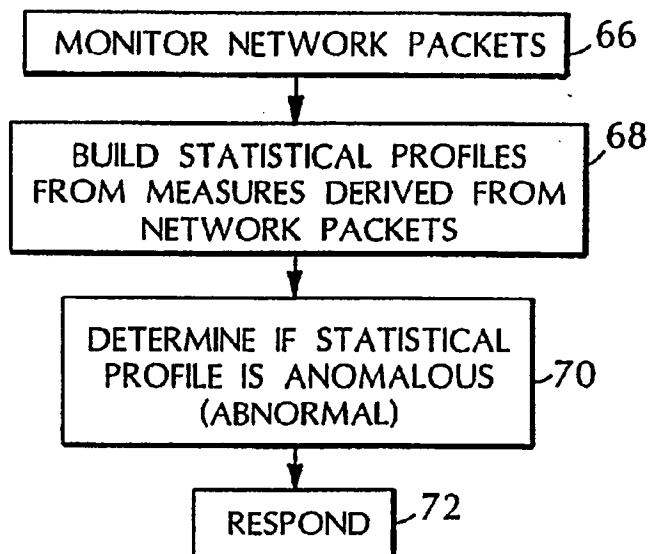 MONITOR NETWORK PACKETS
66
BUILD STATISTICAL PROFILES
FROM MEASURES DERIVED FROM
NETWORK PACKETS
68
DETERMINE IF STATISTICAL
PROFILE IS ANOMALOUS
(ABNORMAL)
70
RESPOND
72